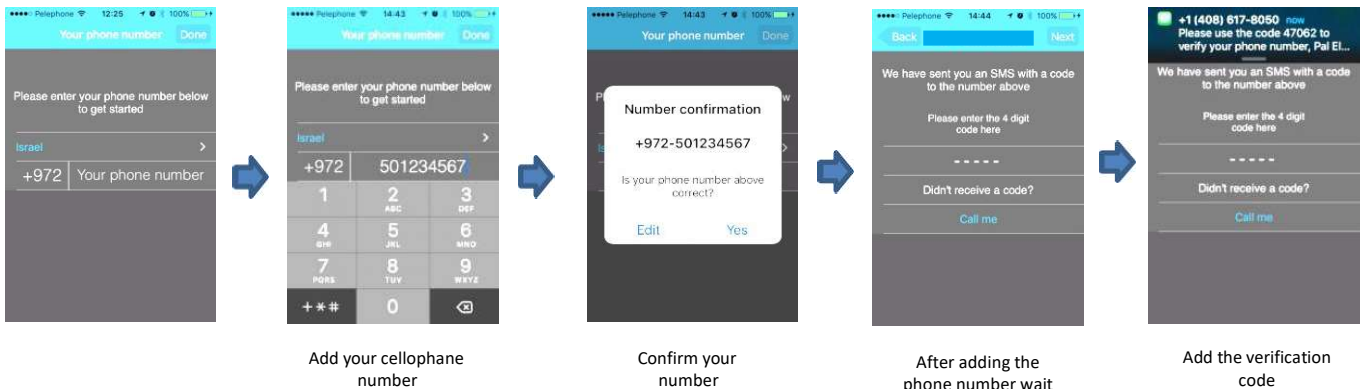 Pelephone 12:25 100%
Your phone number Done
Please enter your phone number below
to get started
Israel >
+972 Your phone number
Pelephone 14:43 100%
Your phone number Done
Please enter your phone number below
to get started
Israel >
+972 501234567
1 2 3
ABC DEF
4 5 6
GHI JKL MNO
7 8 9
PQRS TUV WXYZ
+*# 0
Add your cellophane
number
Pelephone 14:43 100%
Your phone number Done
Number confirmation
+972-501234567
Is your phone number above
correct?
Edit Yes
Confirm your
number
Pelephone 14:44 100%
Back Next
We have sent you an SMS with a code
to the number above
Please enter the 4 digit
code here
- - - - -
Didn't receive a code?
Call me
After adding the
phone number wait
+1 (408) 617-8050 now
Please use the code 47062 to
verify your phone number, Pal El...
We have sent you an SMS with a code
to the number above
Please enter the 4 digit
code here
- - - - -
Didn't receive a code?
Call me
Add the verification
code